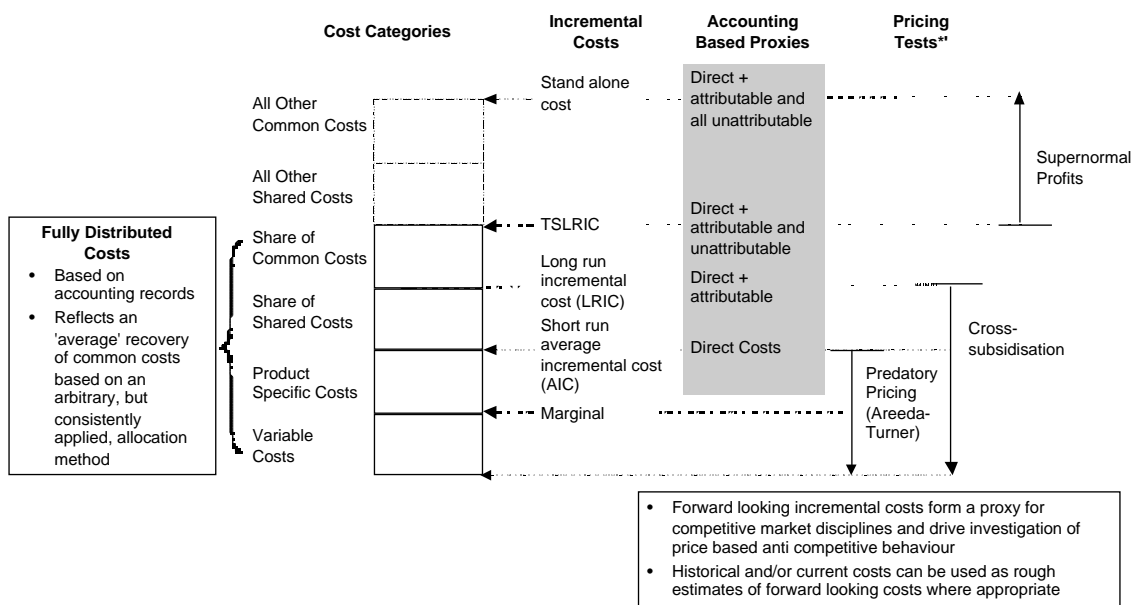 Cost Categories
Incremental
Costs
Accounting
Based Proxies
Pricing
Tests*'
All Other
Common Costs
All Other
Shared Costs
Share of
Common Costs
Share of
Shared Costs
Product
Specific Costs
Variable
Costs
Fully Distributed
Costs
• Based on
accounting records
• Reflects an
'average' recovery
of common costs
based on an
arbitrary, but
consistently
applied, allocation
method
Stand alone
cost
TSLRIC
Long run
incremental
cost (LRIC)
Short run
average
incremental cost
(AIC)
Marginal
Direct +
attributable and
all unattributable
Direct +
attributable and
unattributable
Direct +
attributable
Direct Costs
Supernormal
Profits
Cross-
subsidisation
Predatory
Pricing
(Areeda-
Turner)
• Forward looking incremental costs form a proxy for
competitive market disciplines and drive investigation of
price based anti competitive behaviour
• Historical and/or current costs can be used as rough
estimates of forward looking costs where appropriate